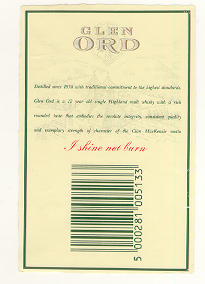 GLEN
ORD
Distilled since 1838 with traditional commitment to the highest standards.
Glen Ord is a 12 year old single Highland malt whisky with a rich
rounded taste that embodies the resolute integrity, consistent quality
and exemplary strength of character of the Clan MacKenzie motto
I shine not burn
5 000281 005133